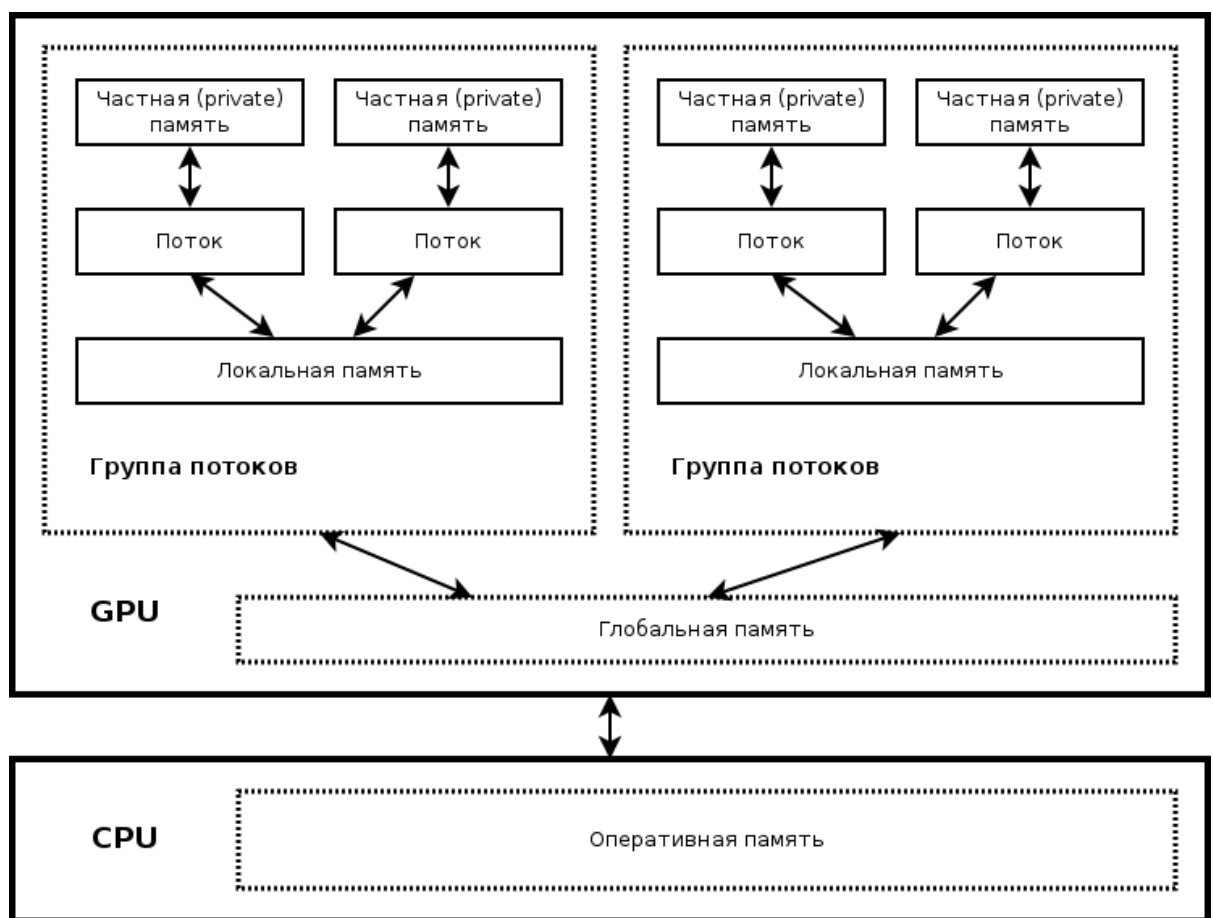 Частная (private)
память
Частная (private)
память
Частная (private)
память
Частная (private)
память
Поток
Поток
Поток
Поток
Локальная память
Локальная память
Группа потоков
Группа потоков
GPU
Глобальная память
CPU
Оперативная память